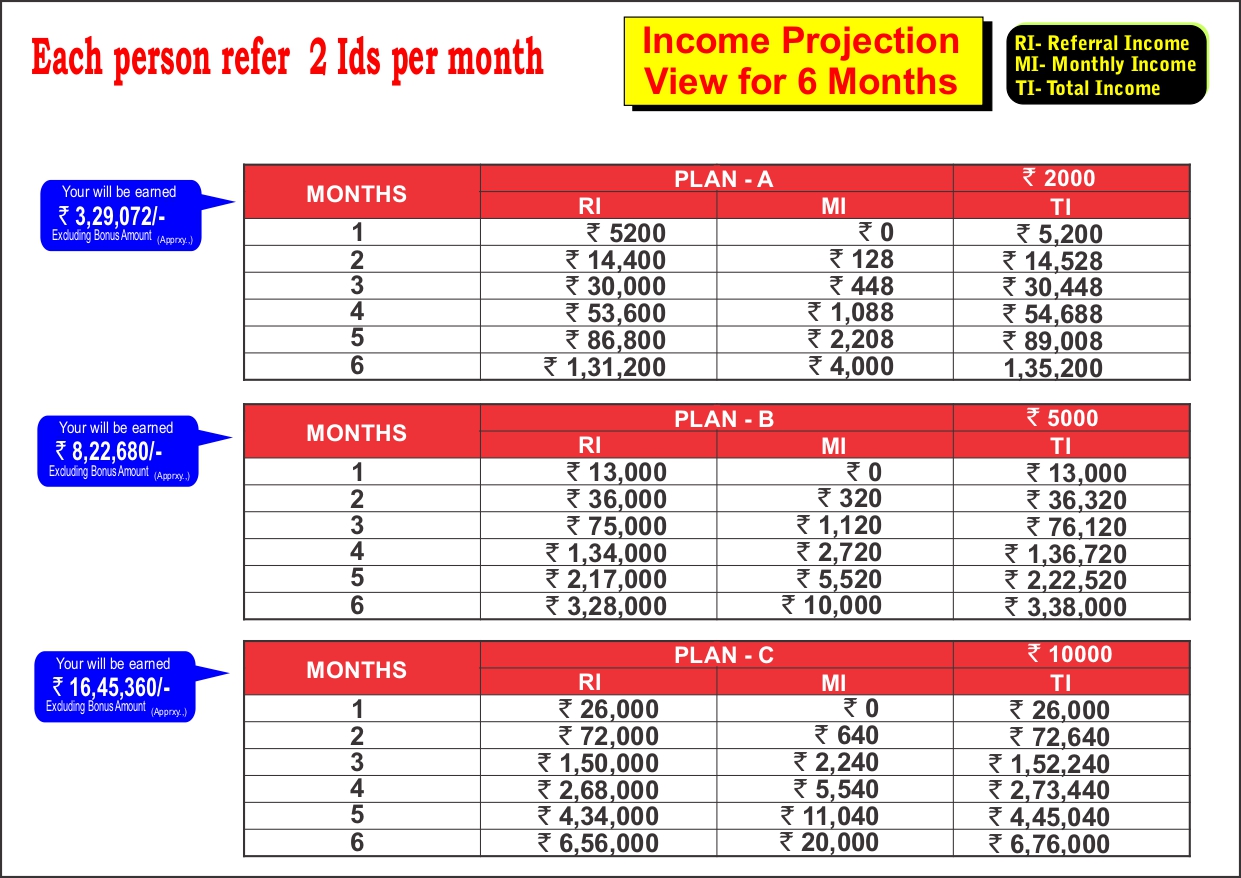 Each person refer 2 Ids per month
Income Projection
View for 6 Months
RI- Referral Income
MI- Monthly Income
TI- Total Income
Your will be earned
₹ 3,29,072/-
Excluding Bonus Amount (Apprxy..)
MONTHS PLAN - A ₹ 2000
RI MI TI
1 ₹ 5200 ₹ 0 ₹ 5,200
2 ₹ 14,400 ₹ 128 ₹ 14,528
3 ₹ 30,000 ₹ 448 ₹ 30,448
4 ₹ 53,600 ₹ 1,088 ₹ 54,688
5 ₹ 86,800 ₹ 2,208 ₹ 89,008
6 ₹ 1,31,200 ₹ 4,000 1,35,200
Your will be earned
₹ 8,22,680/-
Excluding Bonus Amount (Apprxy..)
MONTHS PLAN - B ₹ 5000
RI MI TI
1 ₹ 13,000 ₹ 0 ₹ 13,000
2 ₹ 36,000 ₹ 320 ₹ 36,320
3 ₹ 75,000 ₹ 1,120 ₹ 76,120
4 ₹ 1,34,000 ₹ 2,720 ₹ 1,36,720
5 ₹ 2,17,000 ₹ 5,520 ₹ 2,22,520
6 ₹ 3,28,000 ₹ 10,000 ₹ 3,38,000
Your will be earned
₹ 16,45,360/-
Excluding Bonus Amount (Apprxy..)
MONTHS PLAN - C ₹ 10000
RI MI TI
1 ₹ 26,000 ₹ 0 ₹ 26,000
2 ₹ 72,000 ₹ 640 ₹ 72,640
3 ₹ 1,50,000 ₹ 2,240 ₹ 1,52,240
4 ₹ 2,68,000 ₹ 5,540 ₹ 2,73,440
5 ₹ 4,34,000 ₹ 11,040 ₹ 4,45,040
6 ₹ 6,56,000 ₹ 20,000 ₹ 6,76,000